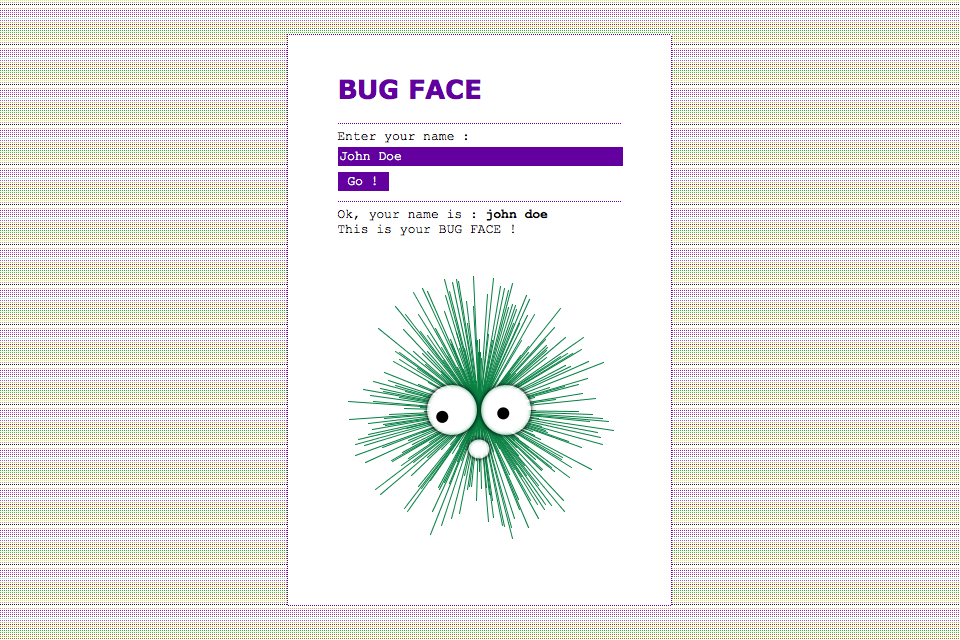 BUG FACE
Enter your name :
John Doe
Go !
Ok, your name is : john doe
This is your BUG FACE !